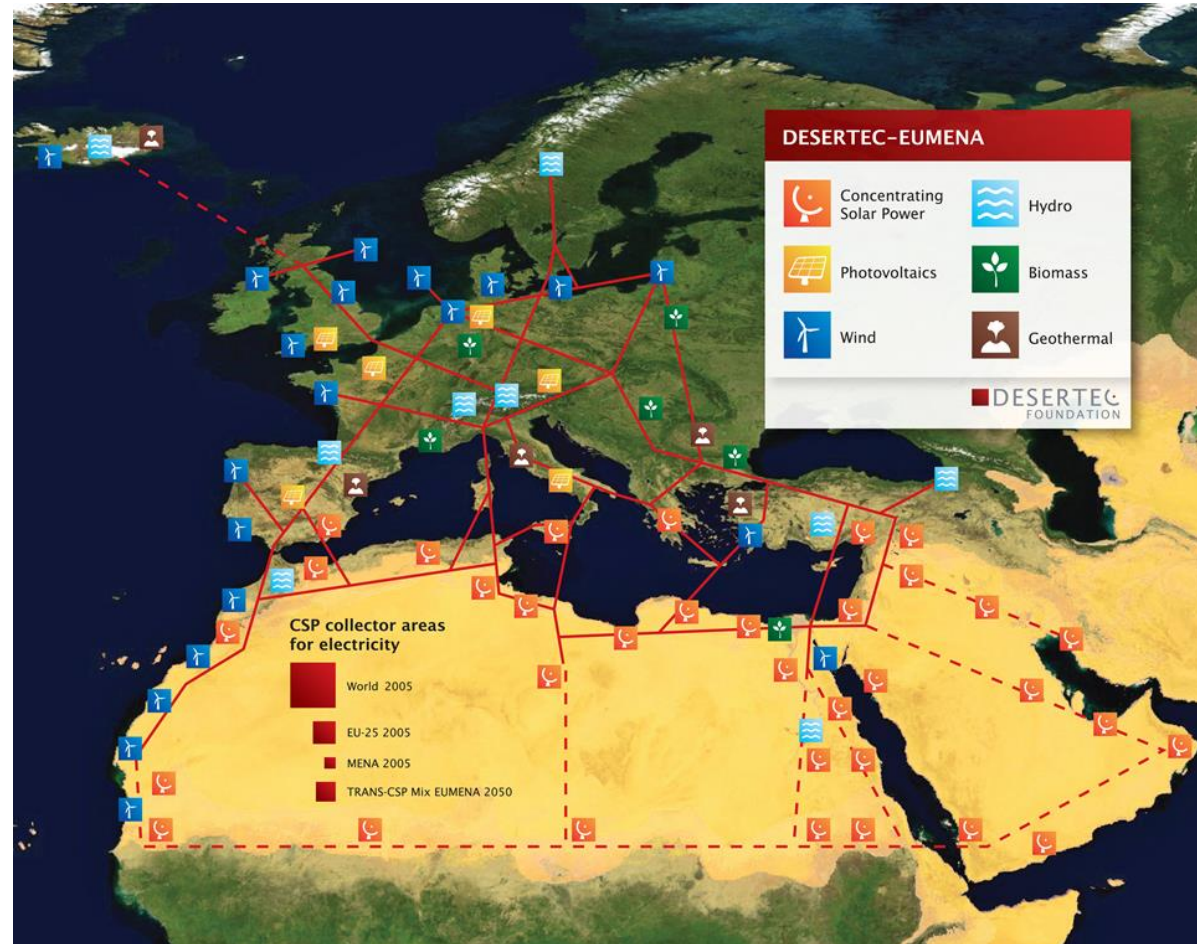 DESERTEC–EUMENA
Concentrating
Solar Power
Hydro
Photovoltaics
Biomass
Wind
Geothermal
DESERTEC
FOUNDATION
CSP collector areas
for electricity
World 2005
EU-25 2005
MENA 2005
TRANS-CSP Mix EUMENA 2050